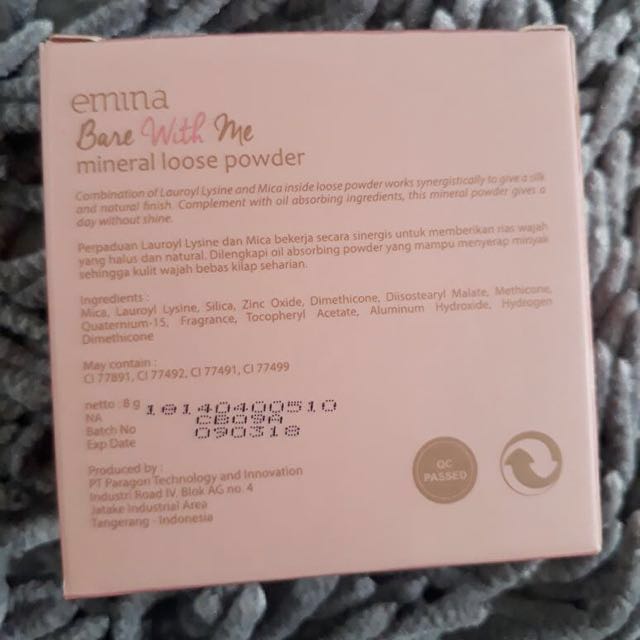 emina
Bare With Me
mineral loose powder
Combination of Lauroyl Lysine and Mica inside loose powder works synergistically to give a silk
and natural finish. Complement with oil absorbing ingredients, this mineral powder gives a
day without shine.
Perpaduan Lauroyl Lysine dan Mica bekerja secara sinergis untuk memberikan rias wajah
yang halus dan natural. Dilengkapi oil absorbing powder yang mampu menyerap minyak
sehingga kulit wajah bebas kilap seharian.
Ingredients :
Mica, Lauroyl Lysine, Silica, Zinc Oxide, Dimethicone, Diisostearyl Malate, Methicone,
Quaternium-15, Fragrance, Tocopheryl Acetate, Aluminum Hydroxide, Hydrogen
Dimethicone
May contain :
CI 77891, CI 77492, CI 77491, CI 77499
netto : 8 g
NA 18140400510
Batch No CB09A
Exp Date 090318
Produced by :
PT Paragon Technology and Innovation
Industri Road IV, Blok AG no. 4
Jatake Industrial Area
Tangerang - Indonesia
QC
PASSED